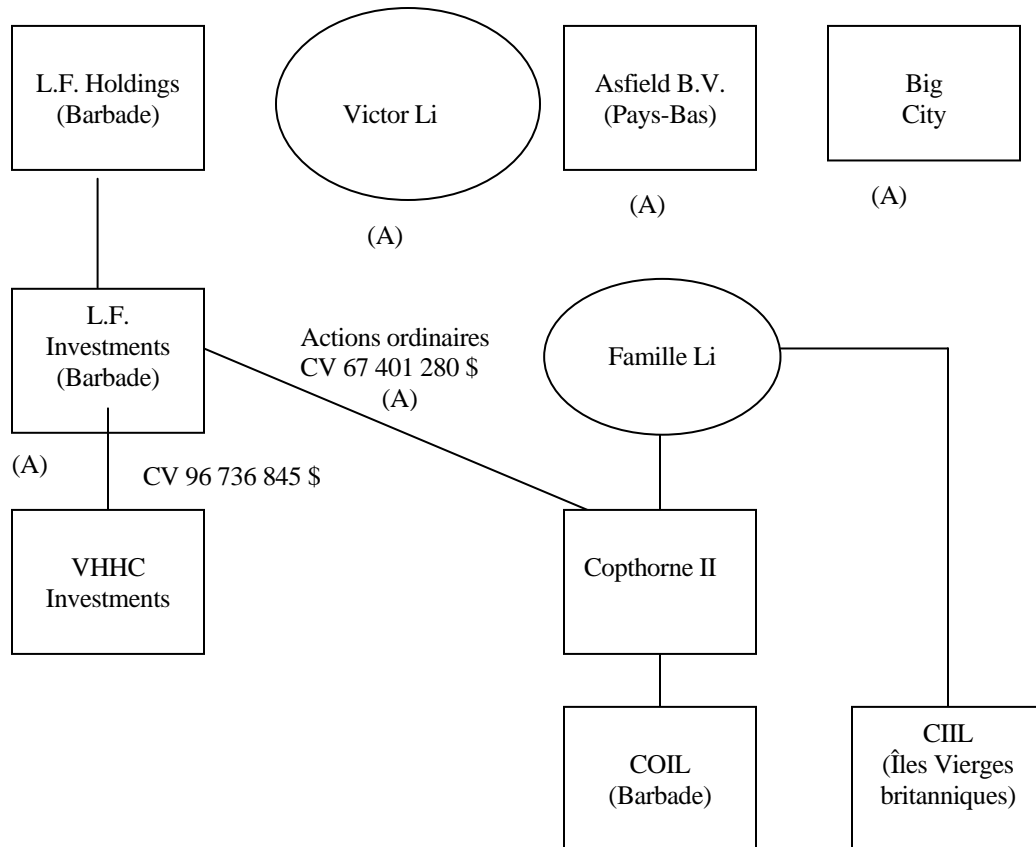 L.F. Holdings
(Barbade)
Victor Li
Asfield B.V.
(Pays-Bas)
Big
City
(A)
(A)
(A)
L.F.
Investments
(Barbade)
Actions ordinaires
CV 67 401 280 $
(A)
Famille Li
(A)
CV 96 736 845 $
VHHC
Investments
Copthorne II
COIL
(Barbade)
CIIL
(Îles Vierges
britanniques)